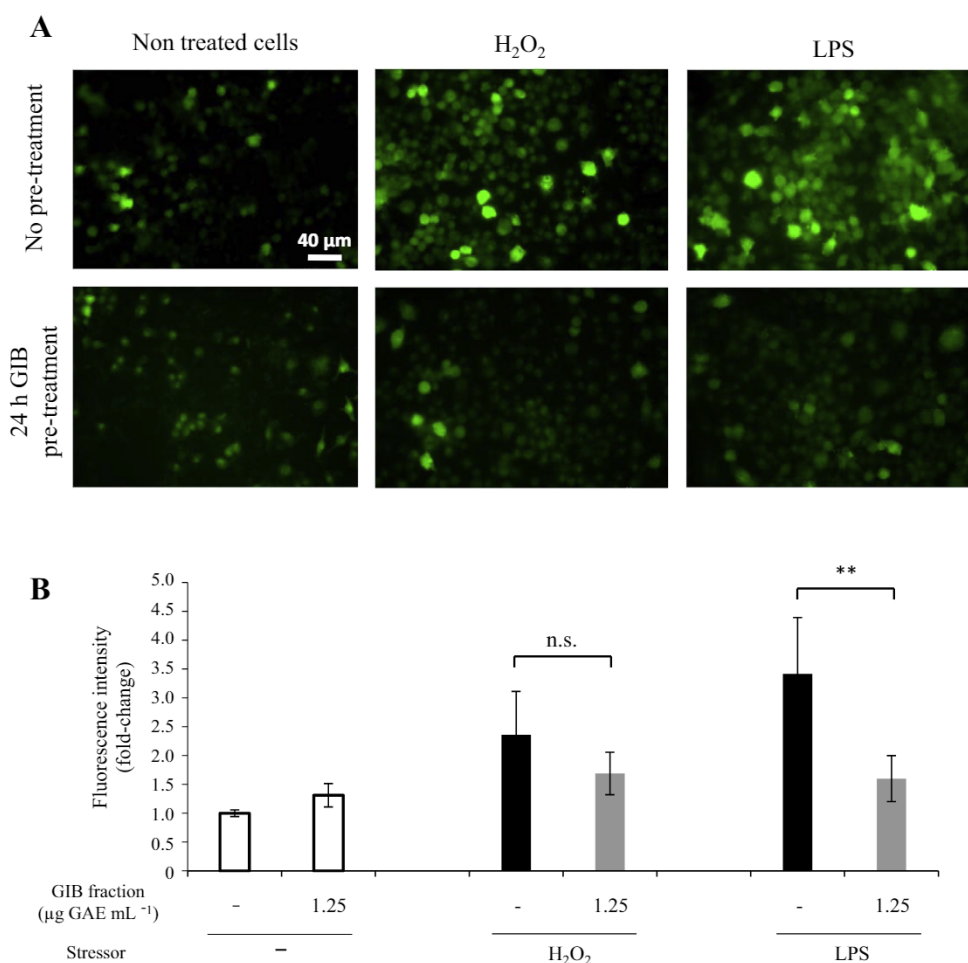 A
Non treated cells
H₂O₂
LPS
No pre-treatment
40 µm
24 h GIB
pre-treatment
B
**
n.s.
Fluorescence intensity
(fold-change)
5.0
4.5
4.0
3.5
3.0
2.5
2.0
1.5
1.0
0.5
0
GIB fraction
(µg GAE mL⁻¹)
- 1.25 - 1.25 - 1.25
Stressor – H₂O₂ LPS